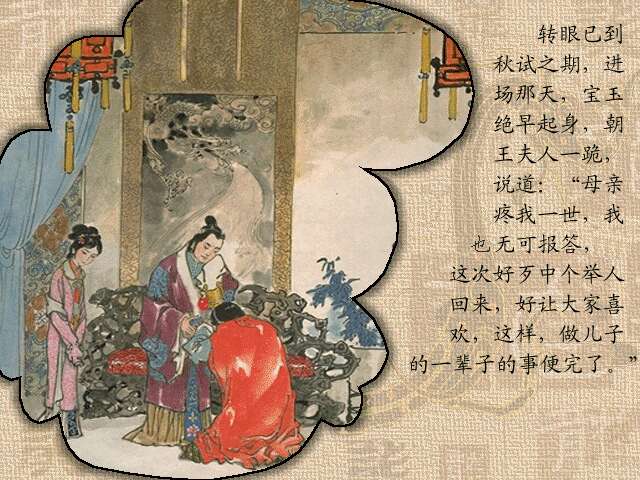 转眼已到
秋试之期，进
场那天，宝玉
绝早起身，朝
王夫人一跪，
说道：“母亲
疼我一世，我
也无可报答，
这次好歹中个举人
回来，好让大家喜
欢，这样，做儿子
的一辈子的事便完了。”